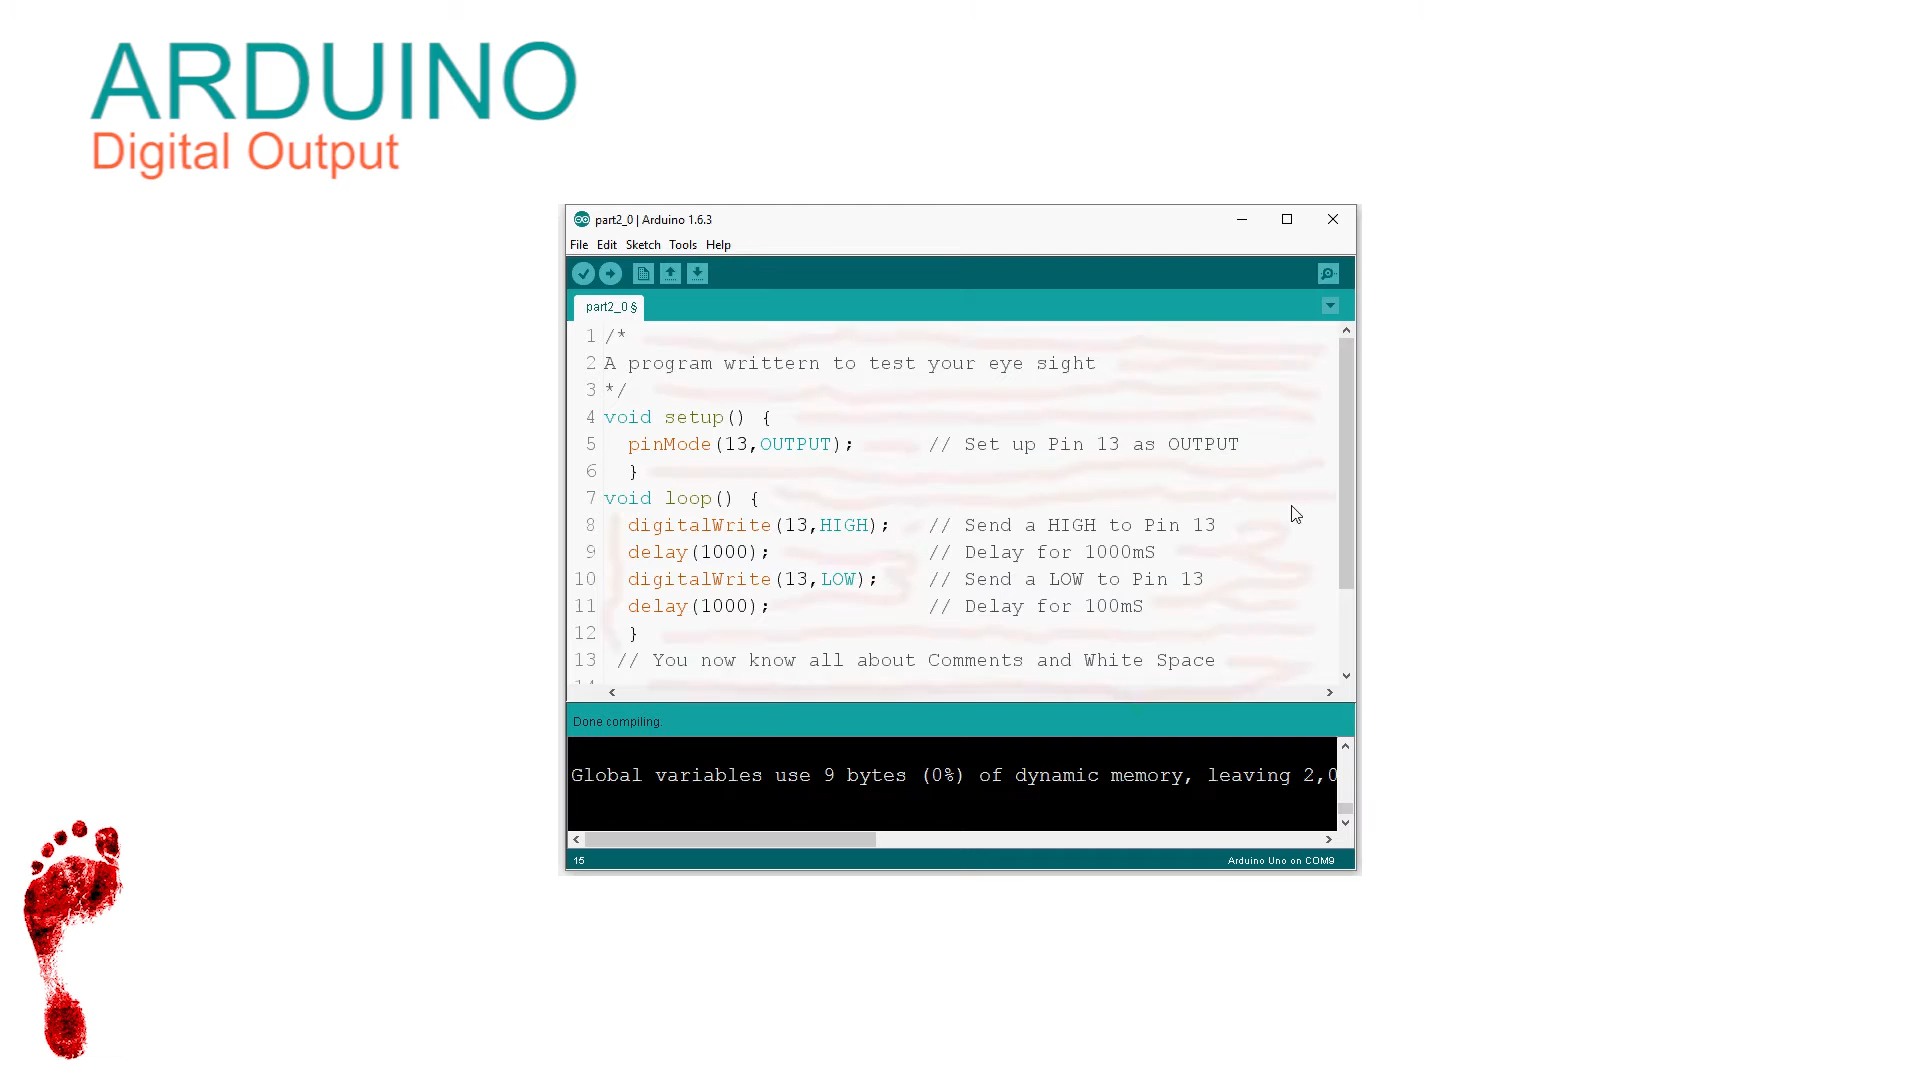 ARDUINO
Digital Output
part2_0 | Arduino 1.6.3
File Edit Sketch Tools Help
part2_0 §
1 /*
2 A program writtern to test your eye sight
3 */
4 void setup() {
5 pinMode(13,OUTPUT); // Set up Pin 13 as OUTPUT
6 }
7 void loop() {
8 digitalWrite(13,HIGH); // Send a HIGH to Pin 13
9 delay(1000); // Delay for 1000mS
10 digitalWrite(13,LOW); // Send a LOW to Pin 13
11 delay(1000); // Delay for 100mS
12 }
13 // You now know all about Comments and White Space
Done compiling.
Global variables use 9 bytes (0%) of dynamic memory, leaving 2,0
15 Arduino Uno on COM9